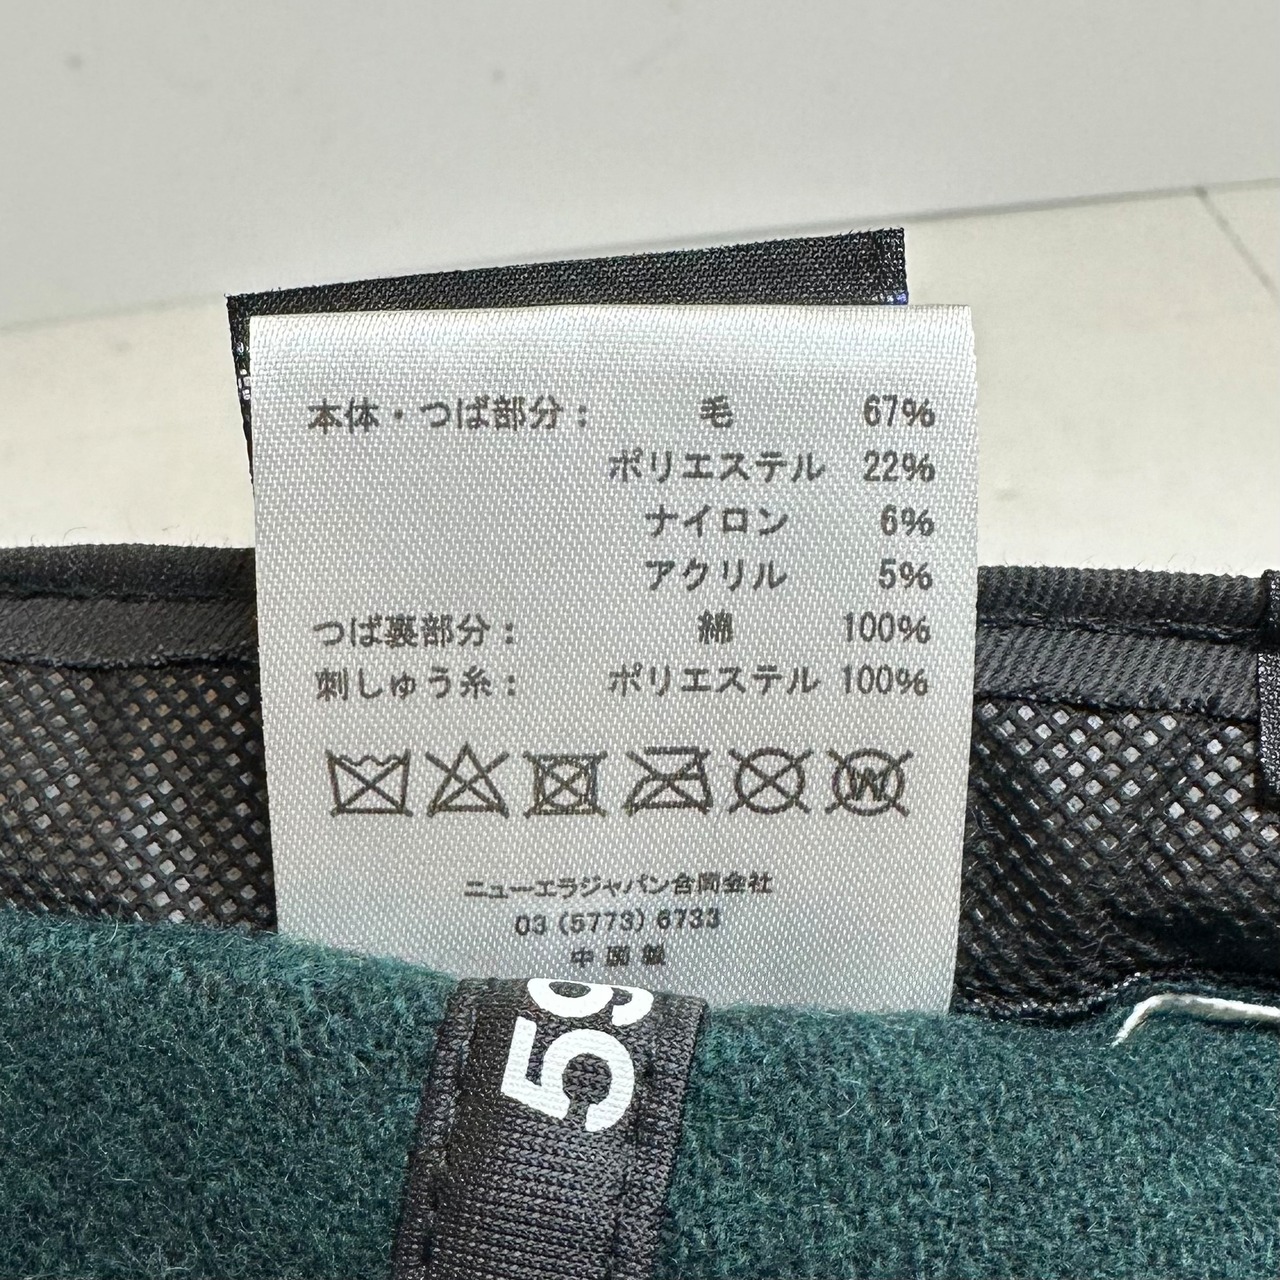 本体・つば部分： 毛 67%
ポリエステル 22%
ナイロン 6%
アクリル 5%
つば裏部分： 綿 100%
刺しゅう糸： ポリエステル 100%
ニューエラジャパン合同会社
03 (5773) 6733
中国製
59